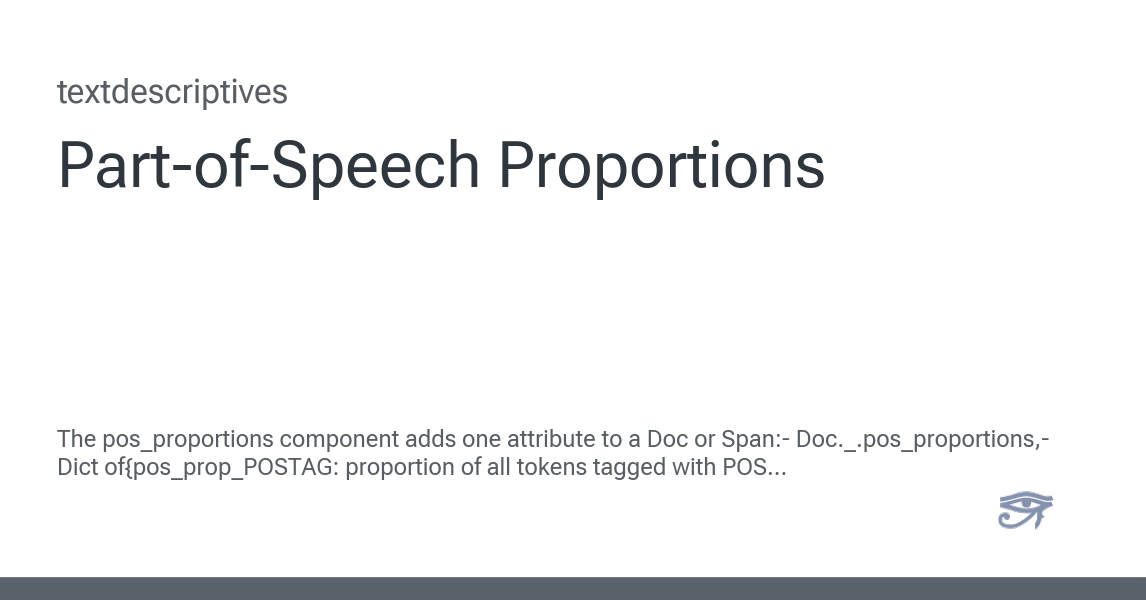 textdescriptives
Part-of-Speech Proportions
The pos_proportions component adds one attribute to a Doc or Span:- Doc._.pos_proportions,-
Dict of{pos_prop_POSTAG: proportion of all tokens tagged with POS...